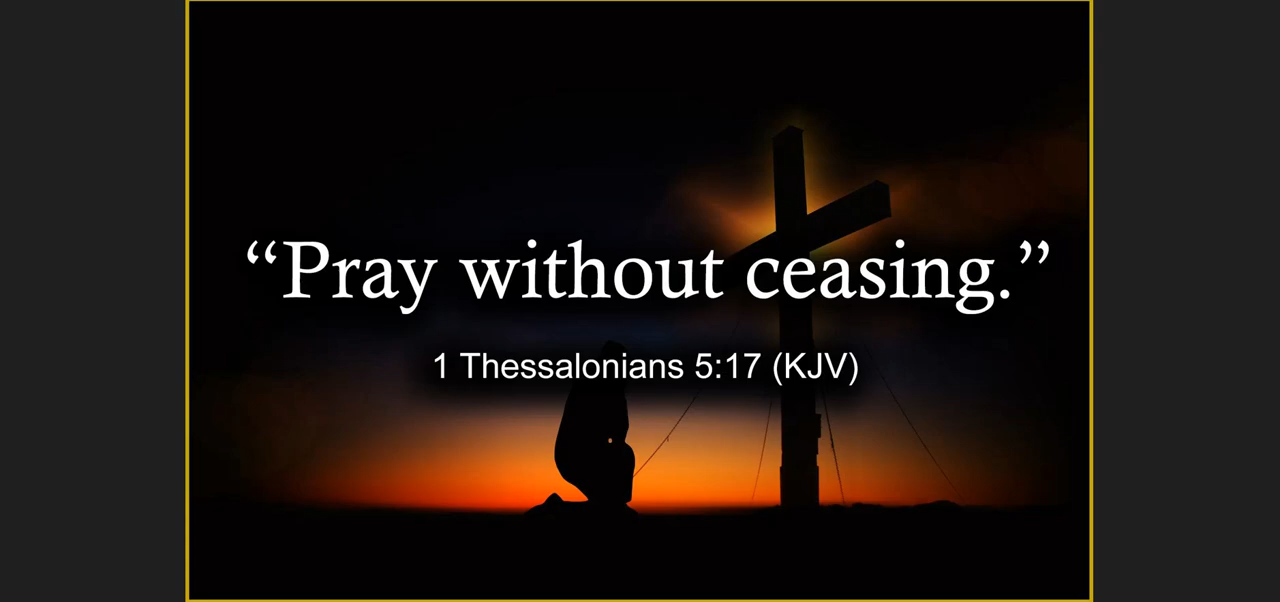 “Pray without ceasing.”
1 Thessalonians 5:17 (KJV)